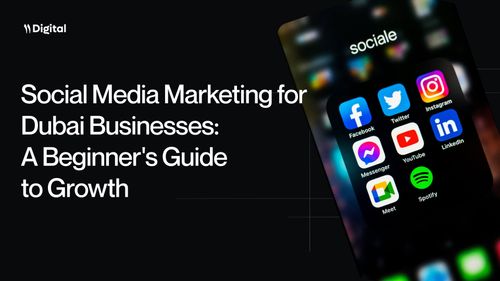 Digital
Social Media Marketing for
Dubai Businesses:
A Beginner's Guide
to Growth
sociale
Facebook
Twitter
Instagram
Messenger
YouTube
LinkedIn
Meet
Spotify